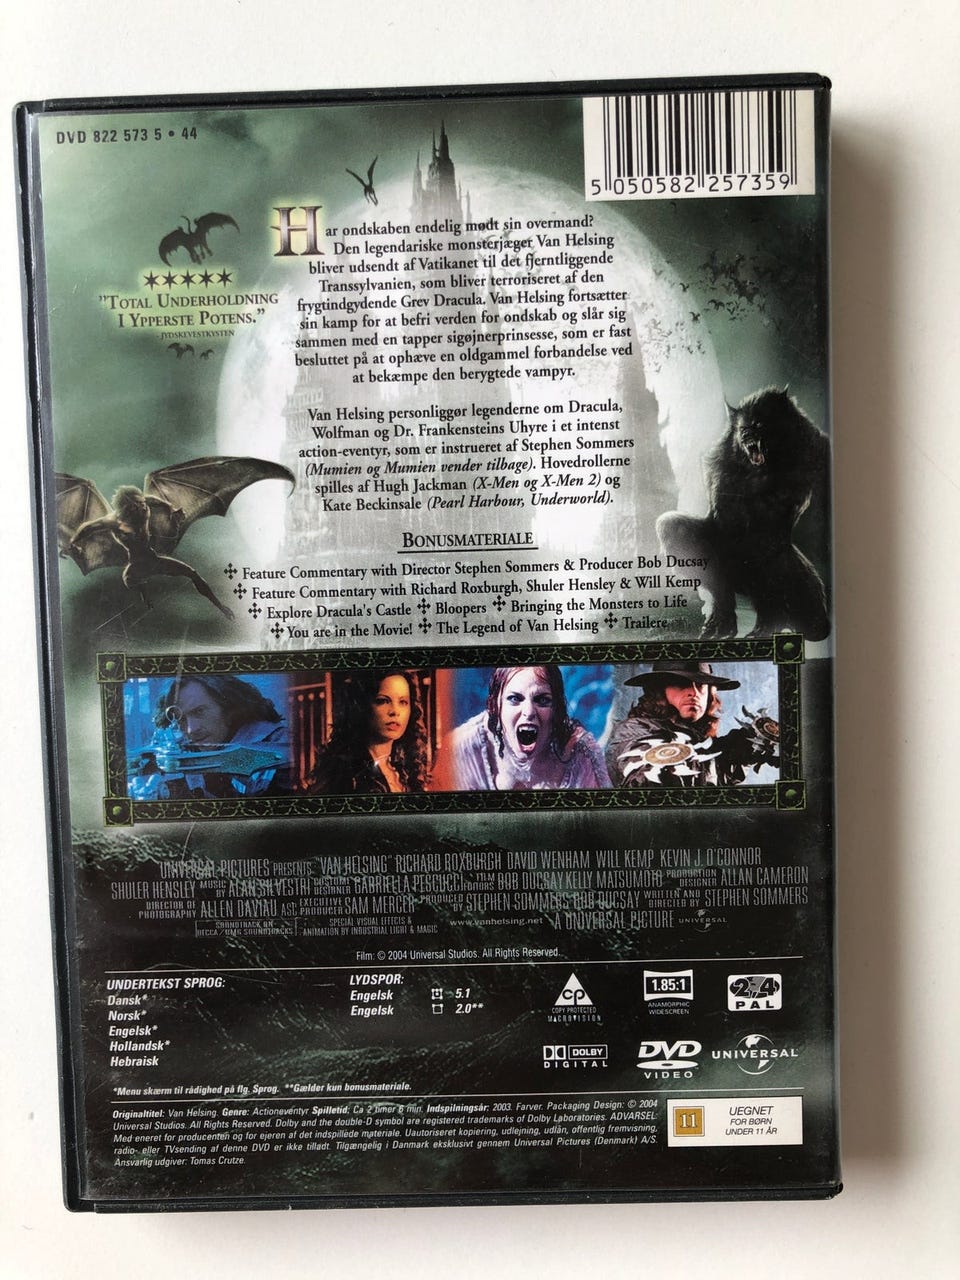 DVD 822 573 5 • 44
5 050582 257359
★★★★★
"Total Underholdning
I Ypperste Potens."
- Jydskevestkysten
Har ondskaben endelig mødt sin overmand?
Den legendariske monsterjæger Van Helsing
bliver udsendt af Vatikanet til det fjerntliggende
Transsylvanien, som bliver terroriseret af den
frygtindgydende Grev Dracula. Van Helsing fortsætter
sin kamp for at befri verden for ondskab og slår sig
sammen med en tapper sigøjnerprinsesse, som er fast
besluttet på at ophæve en oldgammel forbandelse ved
at bekæmpe den berygtede vampyr.
Van Helsing personliggør legenderne om Dracula,
Wolfman og Dr. Frankensteins Uhyre i et intenst
action-eventyr, som er instrueret af Stephen Sommers
(Mumien og Mumien vender tilbage). Hovedrollerne
spilles af Hugh Jackman (X-Men og X-Men 2) og
Kate Beckinsale (Pearl Harbour, Underworld).
Bonusmateriale
Feature Commentary with Director Stephen Sommers & Producer Bob Ducsay
Feature Commentary with Richard Roxburgh, Shuler Hensley & Will Kemp
Explore Dracula's Castle Bloopers Bringing the Monsters to Life
You are in the Movie! The Legend of Van Helsing Trailere
UNIVERSAL PICTURES PRESENTS "VAN HELSING" RICHARD ROXBURGH DAVID WENHAM WILL KEMP KEVIN J. O'CONNOR
SHULER HENSLEY MUSIC BY ALAN SILVESTRI COSTUME DESIGNER GABRIELLA PESCUCCI FILM EDITORS BOB DUCSAY KELLY MATSUMOTO PRODUCTION DESIGNER ALLAN CAMERON
DIRECTOR OF PHOTOGRAPHY ALLEN DAVIAU ASC EXECUTIVE PRODUCER SAM MERCER PRODUCED BY STEPHEN SOMMERS BOB DUCSAY WRITTEN AND DIRECTED BY STEPHEN SOMMERS
SOUNDTRACK ON DECCA/UMG SOUNDTRACKS SPECIAL VISUAL EFFECTS & ANIMATION BY INDUSTRIAL LIGHT & MAGIC www.vanhelsing.net A UNIVERSAL PICTURE UNIVERSAL
Film: © 2004 Universal Studios. All Rights Reserved.
UNDERTEKST SPROG:
Dansk*
Norsk*
Engelsk*
Hollandsk*
Hebraisk
LYDSPOR:
Engelsk 5.1
Engelsk 2.0**
cp
COPY PROTECTED
MACROVISION
1.85:1
ANAMORPHIC
WIDESCREEN
2 4
PAL
DOLBY
DIGITAL
DVD
VIDEO
UNIVERSAL
*Menu skærm til rådighed på flg. Sprog. **Gælder kun bonusmateriale.
Originaltitel: Van Helsing. Genre: Actioneventyr Spilletid: Ca 2 timer 6 min. Indspilningsår: 2003. Farver. Packaging Design: © 2004
Universal Studios. All Rights Reserved. Dolby and the double-D symbol are registered trademarks of Dolby Laboratories. ADVARSEL:
Med eneret for producenten og for ejeren af det indspillede materiale. Uautoriseret kopiering, udlejning, udlån, offentlig fremvisning,
radio- eller TVsending af denne DVD er ikke tilladt. Tilgængelig i Danmark eksklusivt gennem Universal Pictures (Denmark) A/S.
Ansvarlig udgiver: Tomas Crutze.
11
UEGNET
FOR BØRN
UNDER 11 ÅR